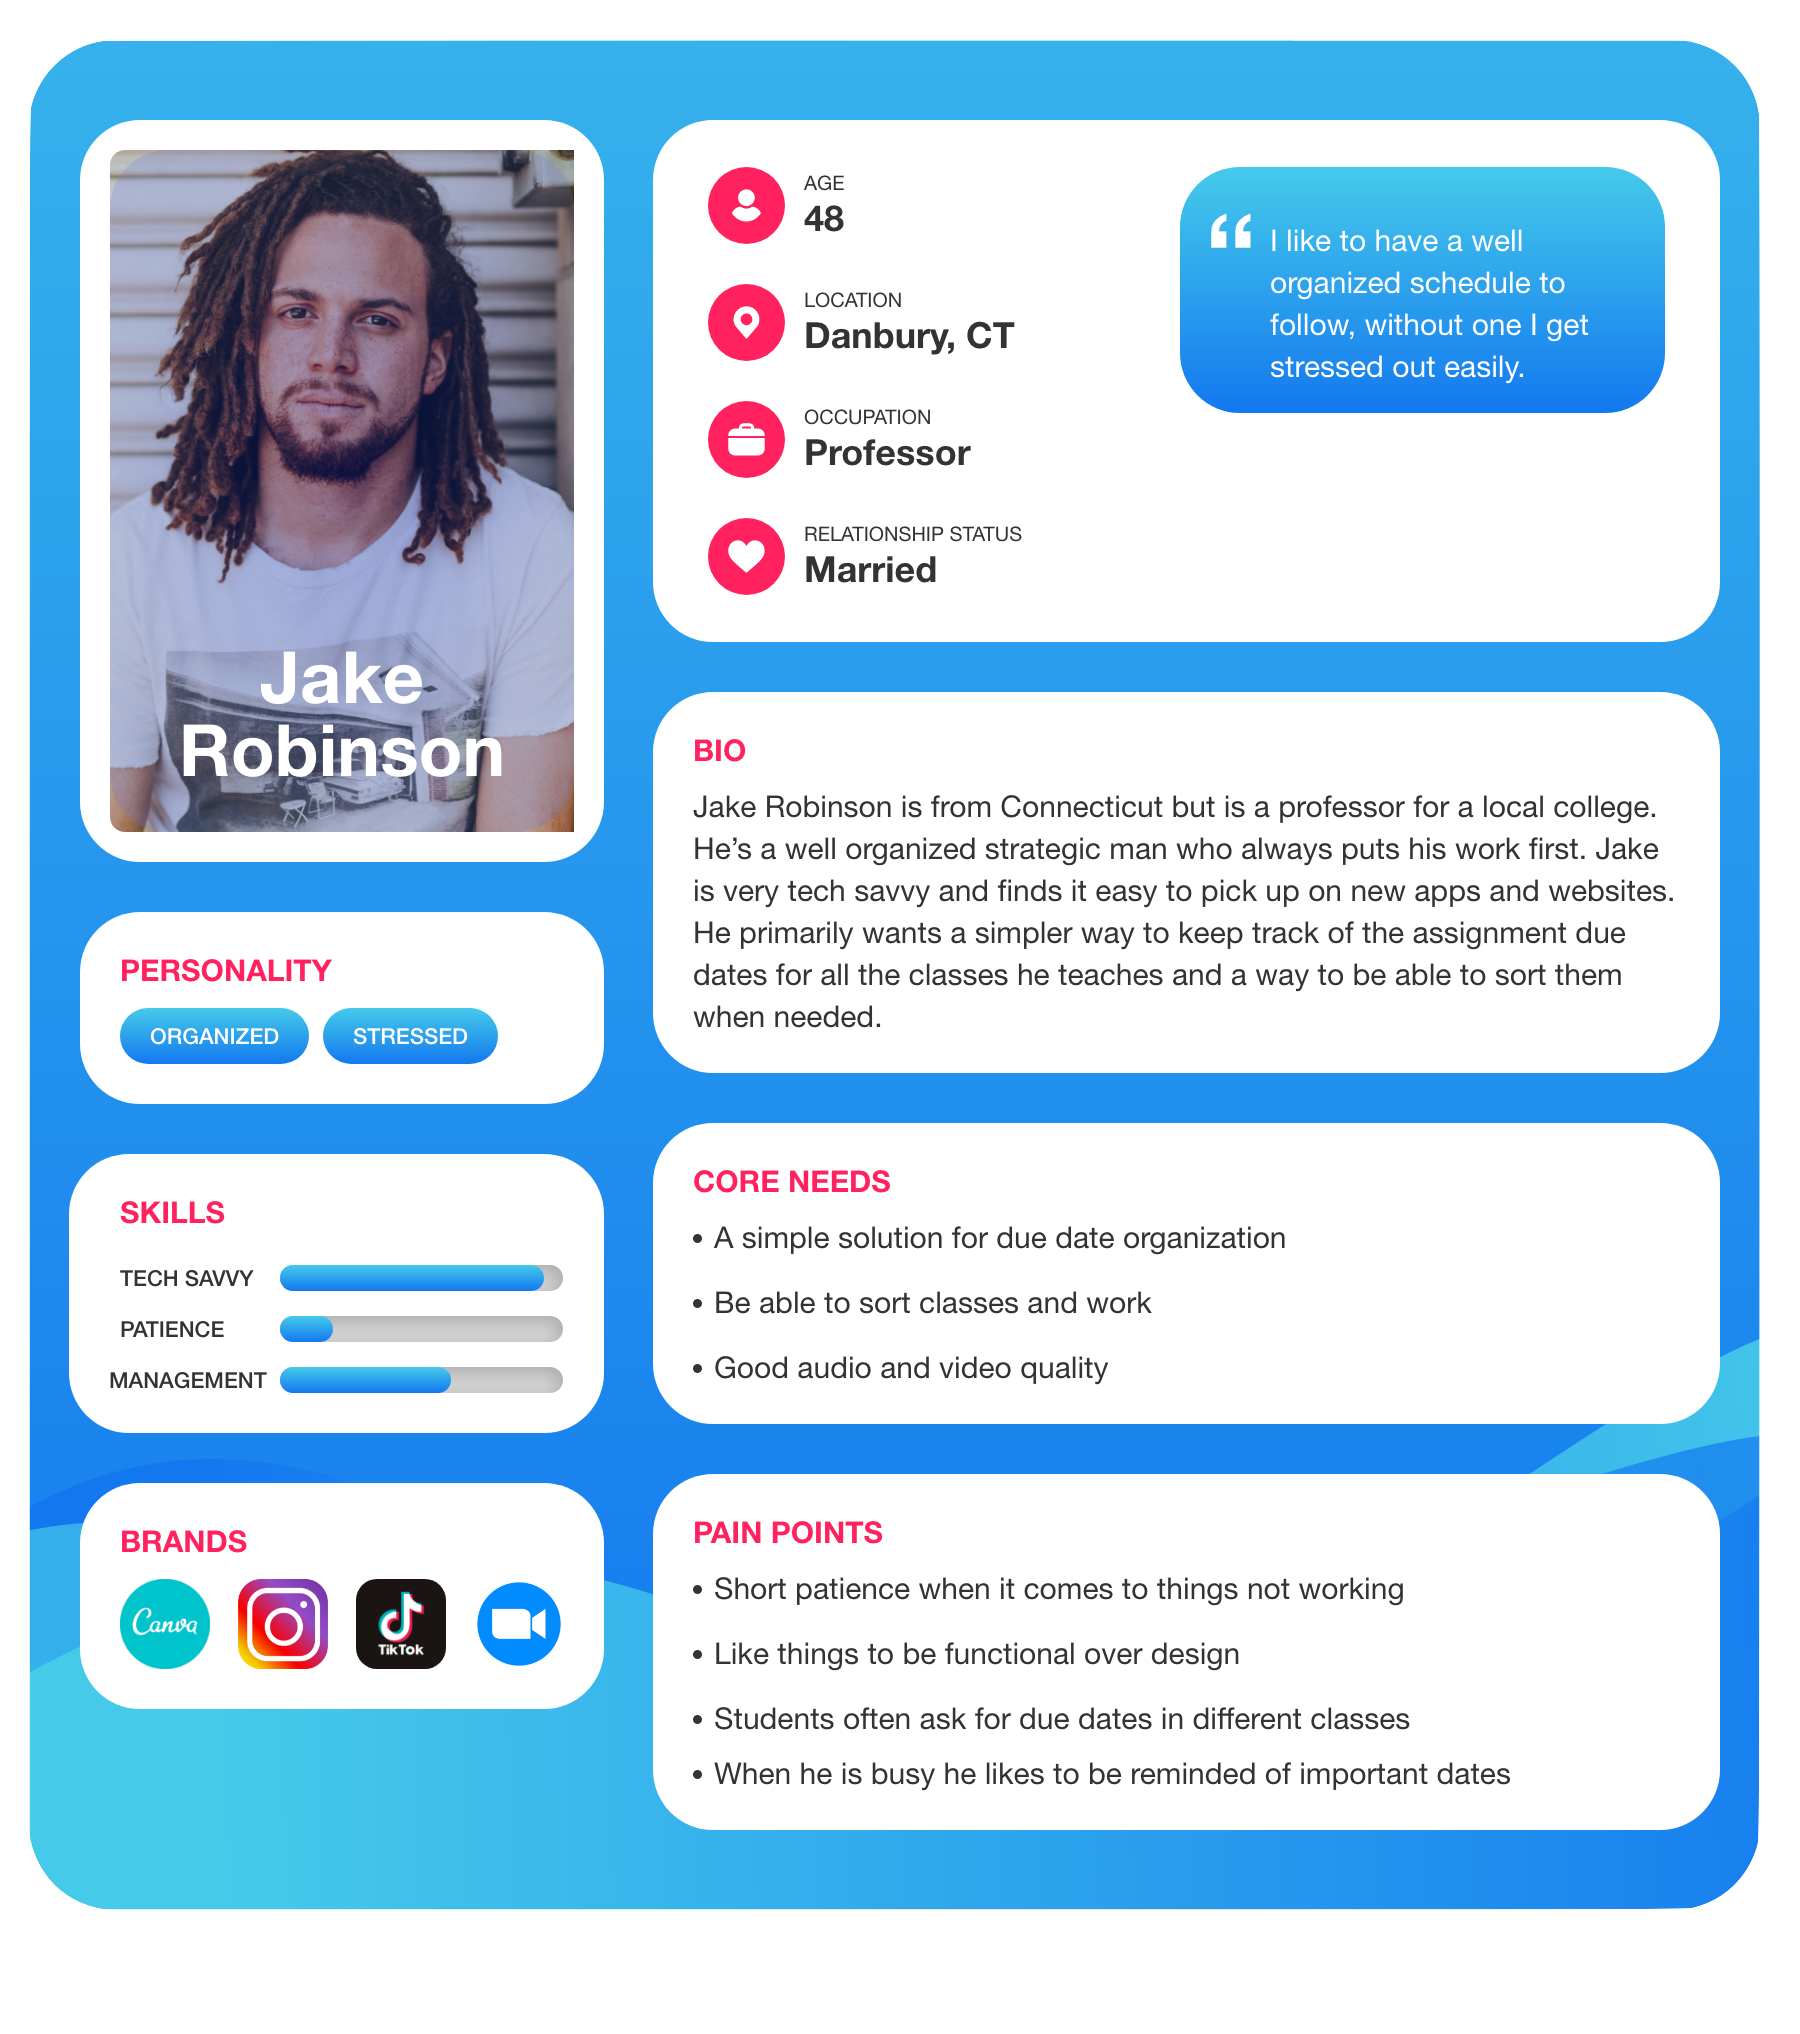 Jake
Robinson
PERSONALITY
ORGANIZED
STRESSED
SKILLS
TECH SAVVY
PATIENCE
MANAGEMENT
BRANDS
Canva
TikTok
AGE
48
LOCATION
Danbury, CT
OCCUPATION
Professor
RELATIONSHIP STATUS
Married
“ I like to have a well
organized schedule to
follow, without one I get
stressed out easily.
BIO
Jake Robinson is from Connecticut but is a professor for a local college.
He’s a well organized strategic man who always puts his work first. Jake
is very tech savvy and finds it easy to pick up on new apps and websites.
He primarily wants a simpler way to keep track of the assignment due
dates for all the classes he teaches and a way to be able to sort them
when needed.
CORE NEEDS
• A simple solution for due date organization
• Be able to sort classes and work
• Good audio and video quality
PAIN POINTS
• Short patience when it comes to things not working
• Like things to be functional over design
• Students often ask for due dates in different classes
• When he is busy he likes to be reminded of important dates